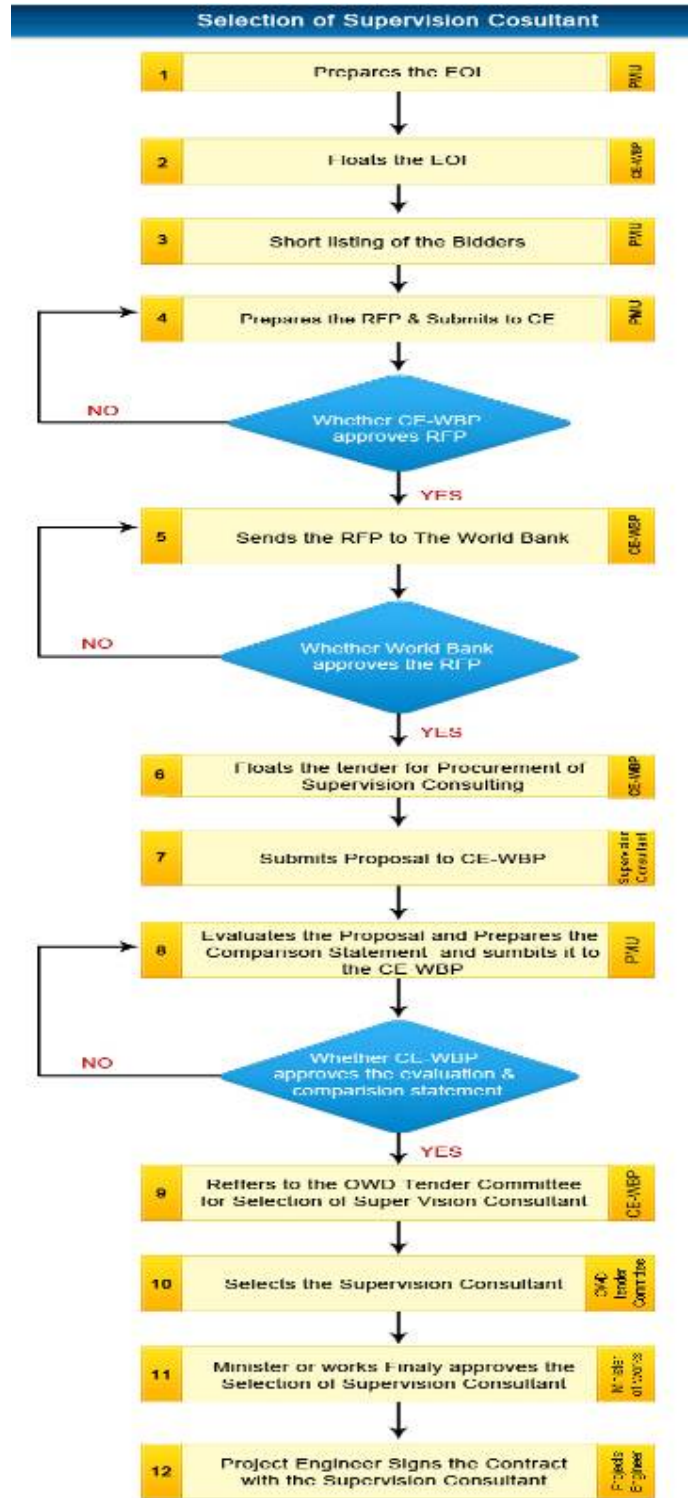 Selection of Supervision Cosultant
1
Prepares the EOI
PMU
2
Floats the EOI
CE-WBP
3
Short listing of the Bidders
PMU
4
Prepares the RFP & Submits to CE
PMU
NO
Whether CE-WBP
approves RFP
YES
5
Sends the RFP to The World Bank
CE-WBP
NO
Whether World Bank
approves the RFP
YES
6
Floats the tender for Procurement of
Supervision Consulting
CE-WBP
7
Submits Proposal to CE-WBP
Supervision
Consultant
8
Evaluates the Proposal and Prepares the
Comparison Statement and sumbits it to
the CE WBP
PMU
NO
Whether CE-WBP
approves the evaluation &
comparision statement
YES
9
Reffers to the OWD Tender Committee
for Selection of Super Vision Consultant
CE-WBP
10
Selects the Supervision Consultant
OWD
Tender
Committee
11
Minister or works Finaly approves the
Selection of Supervision Consultant
Minister
of Works
12
Project Engineer Signs the Contract
with the Supervision Consultant
Projects
Engineer